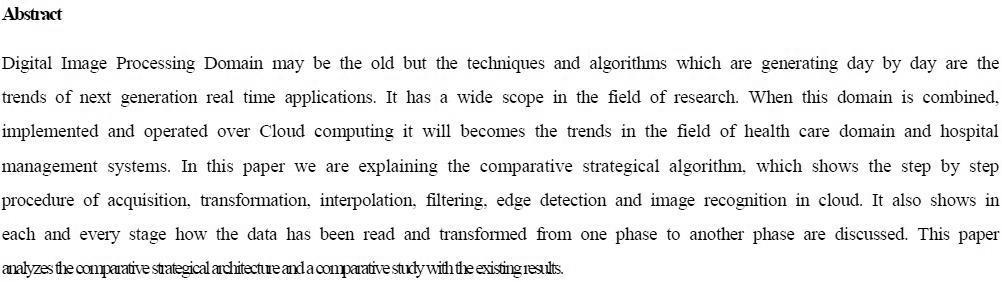 Abstract
Digital Image Processing Domain may be the old but the techniques and algorithms which are generating day by day are the
trends of next generation real time applications. It has a wide scope in the field of research. When this domain is combined,
implemented and operated over Cloud computing it will becomes the trends in the field of health care domain and hospital
management systems. In this paper we are explaining the comparative strategical algorithm, which shows the step by step
procedure of acquisition, transformation, interpolation, filtering, edge detection and image recognition in cloud. It also shows in
each and every stage how the data has been read and transformed from one phase to another phase are discussed. This paper
analyzes the comparative strategical architecture and a comparative study with the existing results.